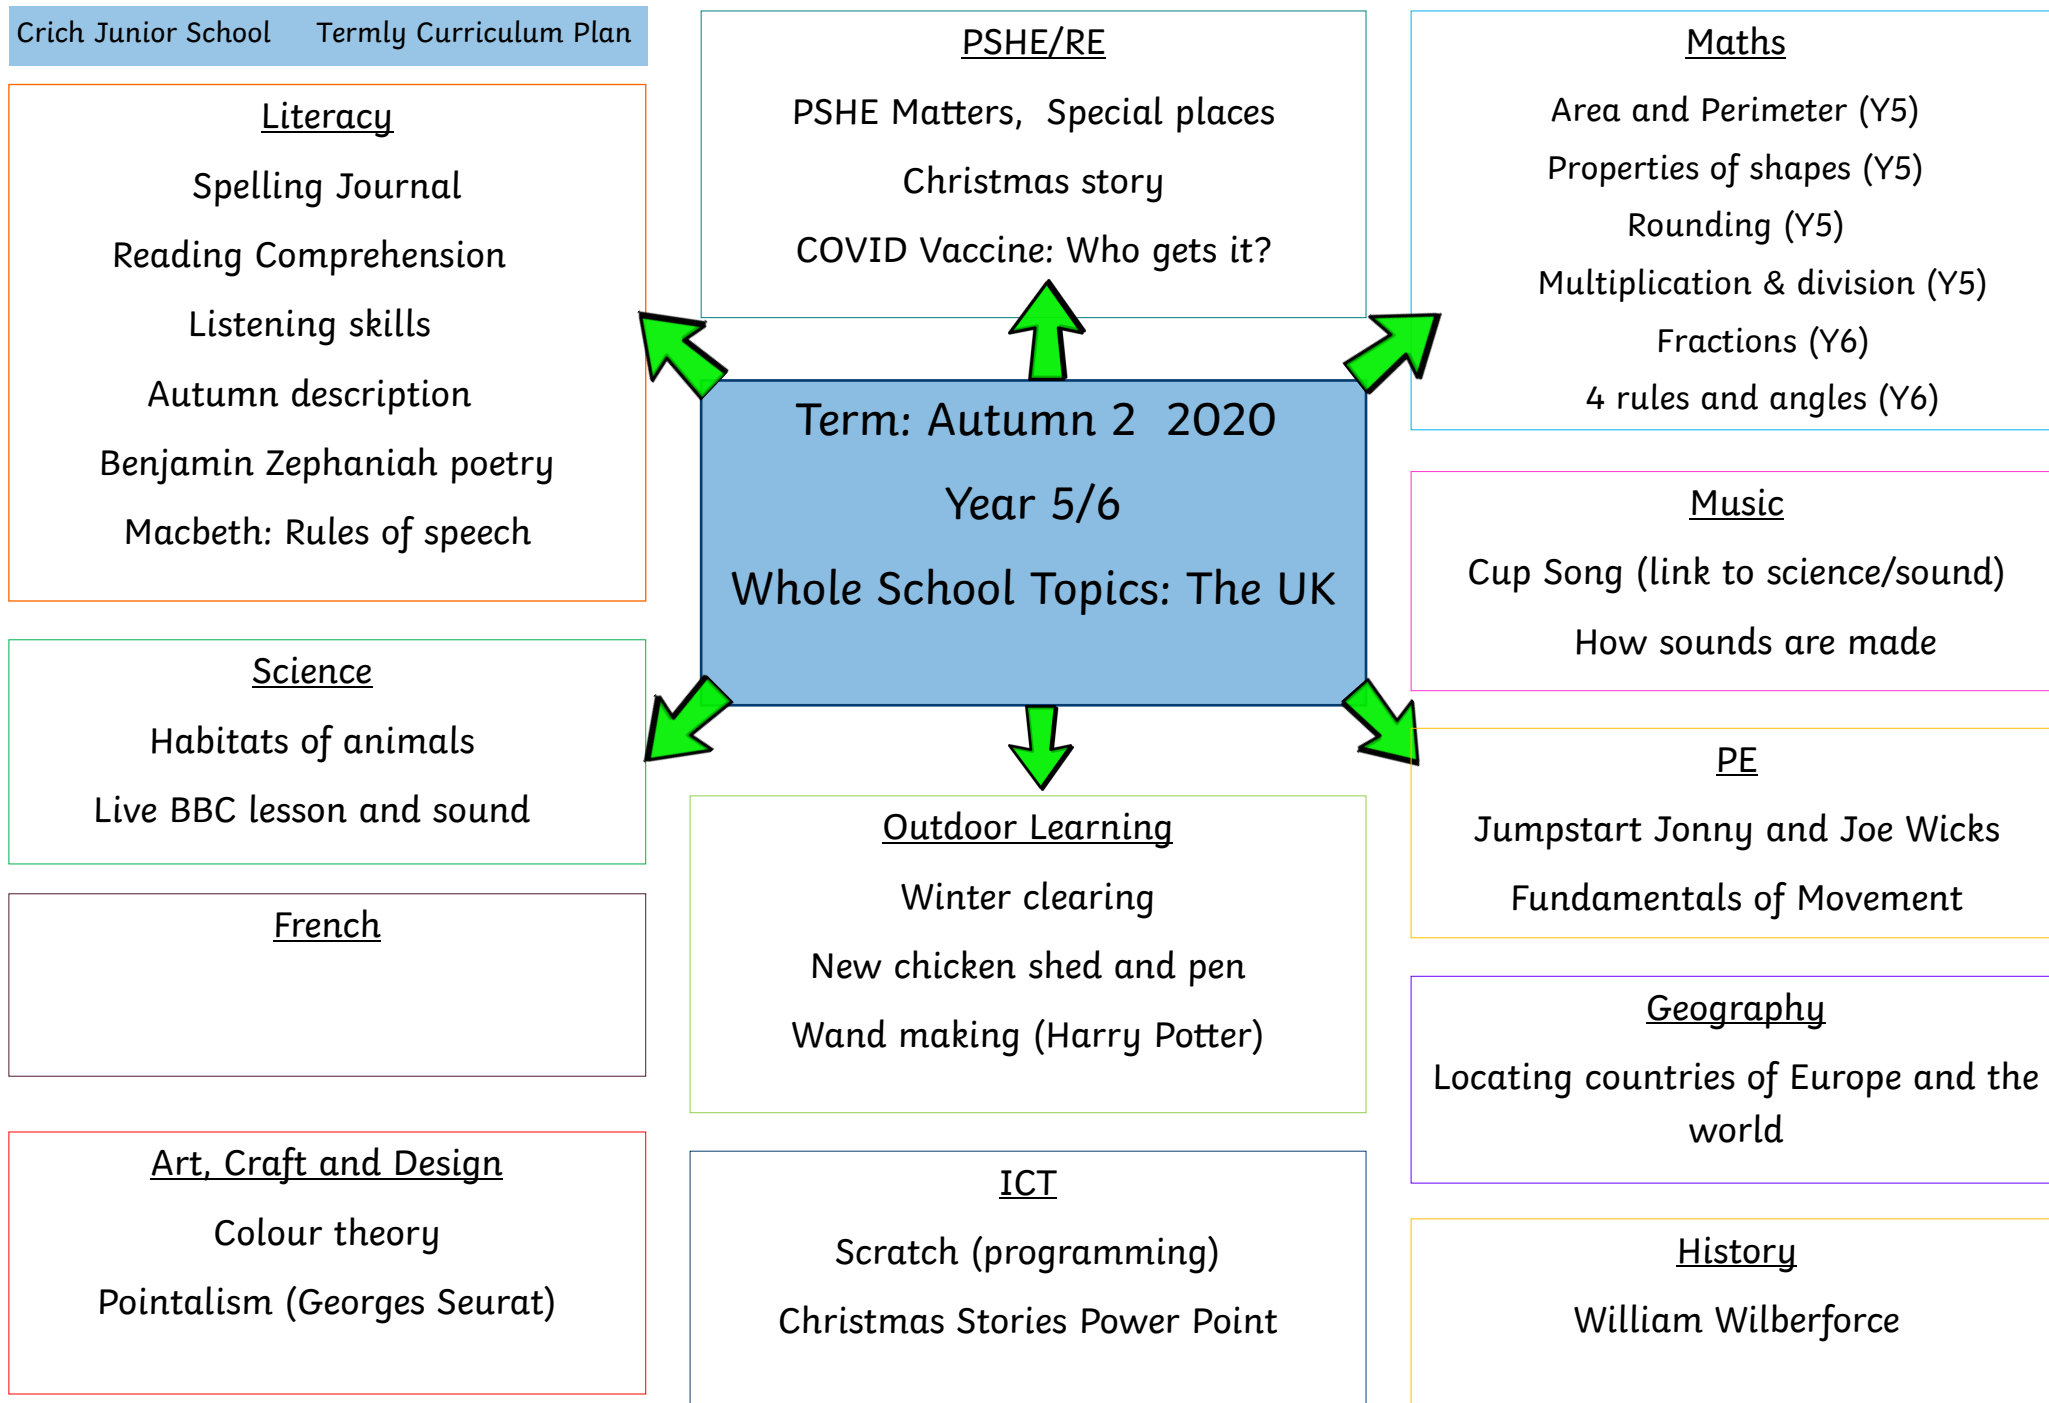 Crich Junior School Termly Curriculum Plan
Literacy
Spelling Journal
Reading Comprehension
Listening skills
Autumn description
Benjamin Zephaniah poetry
Macbeth: Rules of speech
Science
Habitats of animals
Live BBC lesson and sound
French
Art, Craft and Design
Colour theory
Pointalism (Georges Seurat)
PSHE/RE
PSHE Matters, Special places
Christmas story
COVID Vaccine: Who gets it?
Term: Autumn 2 2020
Year 5/6
Whole School Topics: The UK
Outdoor Learning
Winter clearing
New chicken shed and pen
Wand making (Harry Potter)
ICT
Scratch (programming)
Christmas Stories Power Point
Maths
Area and Perimeter (Y5)
Properties of shapes (Y5)
Rounding (Y5)
Multiplication & division (Y5)
Fractions (Y6)
4 rules and angles (Y6)
Music
Cup Song (link to science/sound)
How sounds are made
PE
Jumpstart Jonny and Joe Wicks
Fundamentals of Movement
Geography
Locating countries of Europe and the
world
History
William Wilberforce